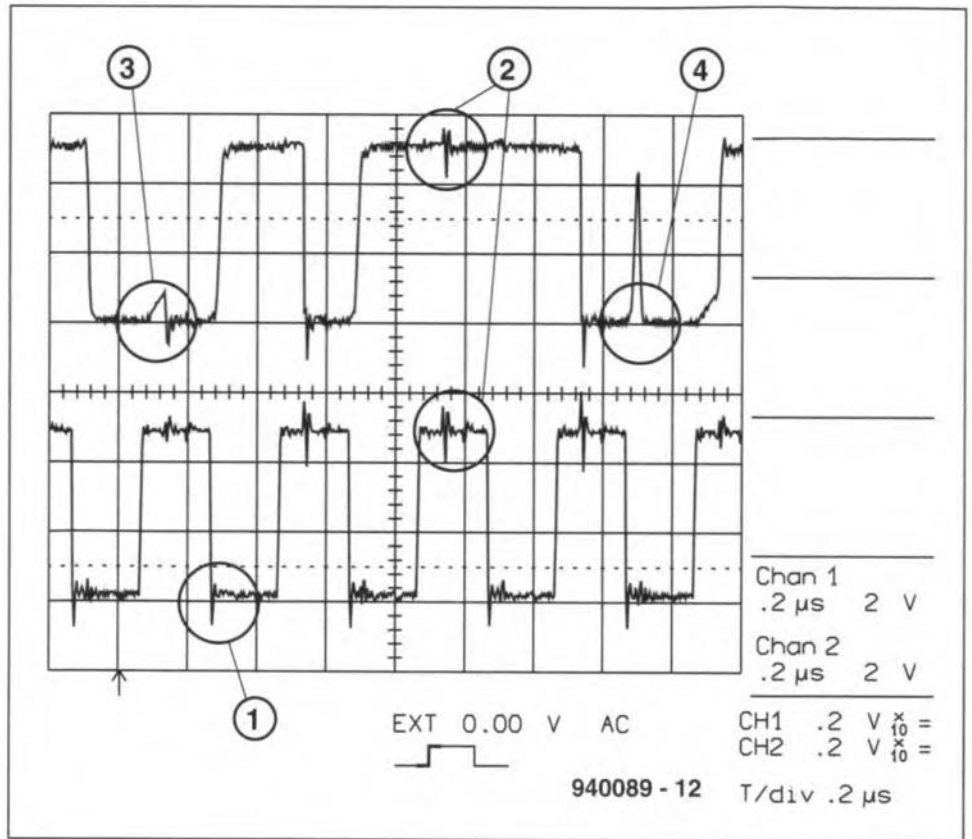 3
2
4
1
Chan 1
.2 µs 2 V
Chan 2
.2 µs 2 V
EXT 0.00 V AC
CH1 .2 V x10 =
CH2 .2 V x10 =
T/div .2 µs
940089 - 12